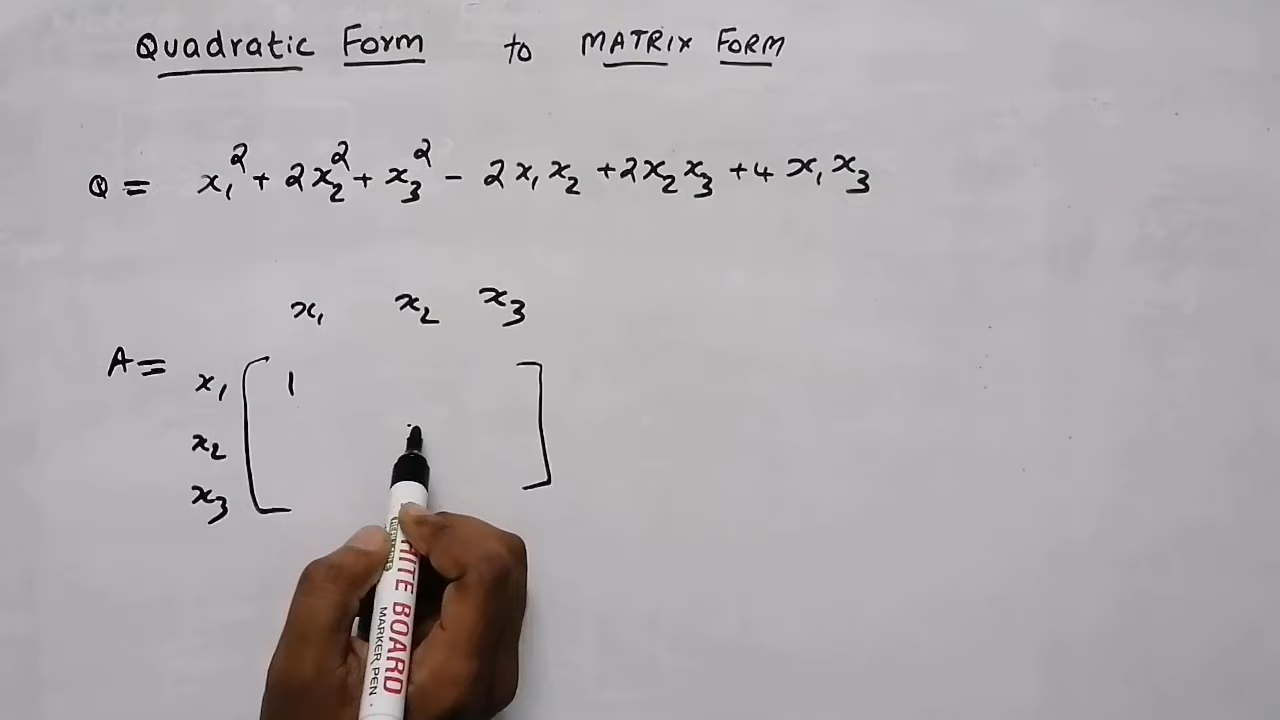 Quadratic Form to MATRIX FORM
Q = x₁² + 2x₂² + x₃² - 2x₁x₂ + 2x₂x₃ + 4x₁x₃
x₁ x₂ x₃
A = x₁ [ 1 ]
x₂
x₃
WHITE BOARD
MARKER PEN